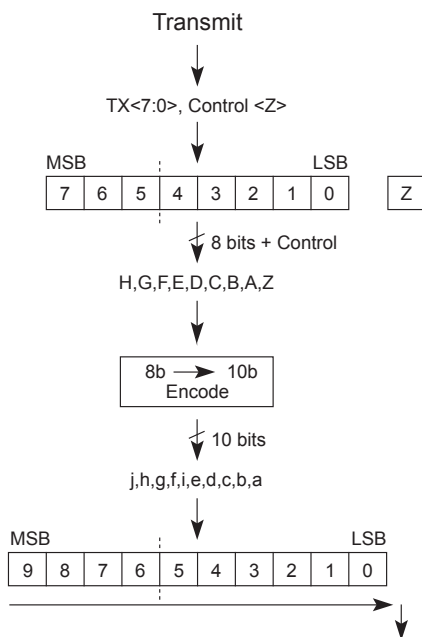 Transmit
TX<7:0>, Control <Z>
MSB LSB
7 6 5 4 3 2 1 0 Z
8 bits + Control
H,G,F,E,D,C,B,A,Z
8b 10b
Encode
10 bits
j,h,g,f,i,e,d,c,b,a
MSB LSB
9 8 7 6 5 4 3 2 1 0